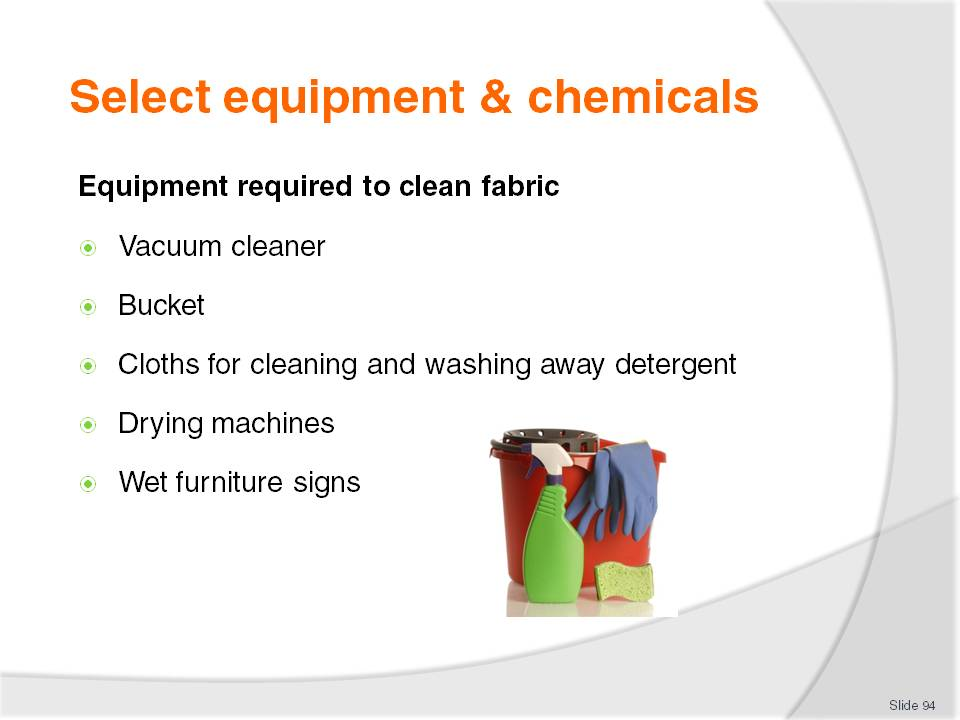 Select equipment & chemicals
Equipment required to clean fabric
Vacuum cleaner
Bucket
Cloths for cleaning and washing away detergent
Drying machines
Wet furniture signs
Slide 94